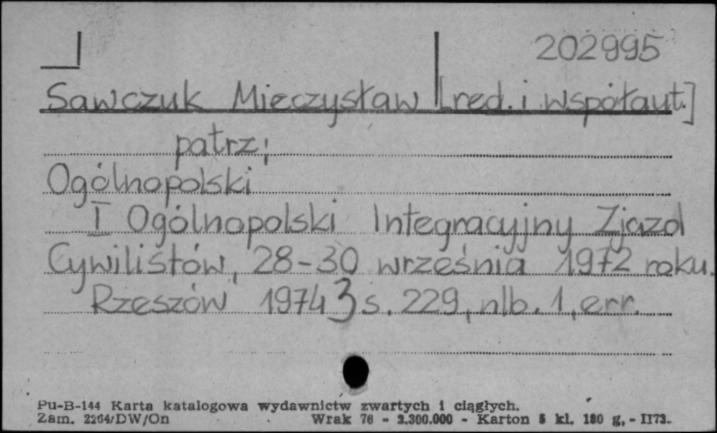 202995
Sawczuk Mieczysław [red. i współaut.]
patrz;
Ogólnopolski
I Ogólnopolski Integracyjny Zjazd
Cywilistów, 28-30 września 1972 roku.
Rzeszów 1974 3 s. 229, nlb. 1, err.
Pu-B-144 Karta katalogowa wydawnictw zwartych i ciągłych.
Zam. 2264/DW/On Wrak 76 - 3.300.000 - Karton 5 kl. 180 g, - II73.